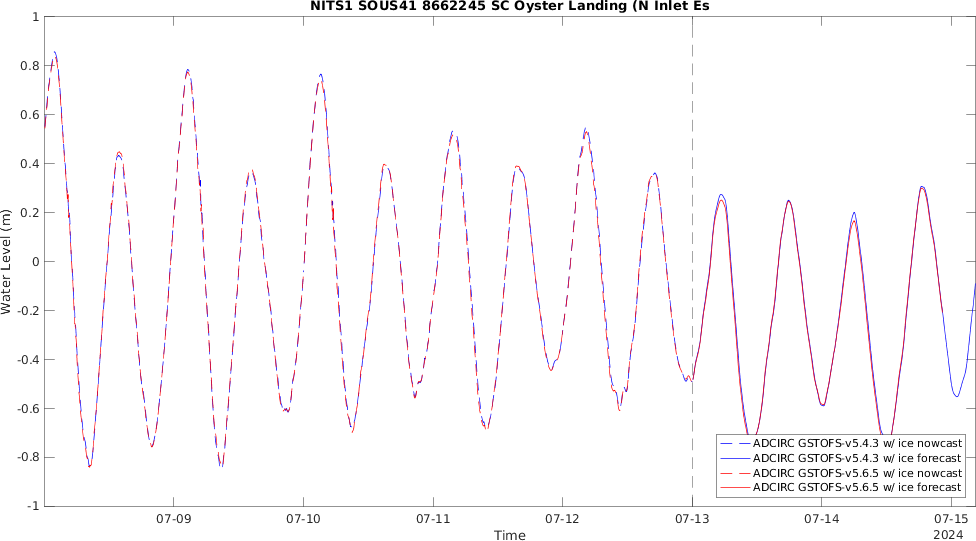 NITS1 SOUS41 8662245 SC Oyster Landing (N Inlet Es
1
0.8
0.6
0.4
0.2
0
-0.2
-0.4
-0.6
-0.8
-1
Water Level (m)
ADCIRC GSTOFS-v5.4.3 w/ ice nowcast
ADCIRC GSTOFS-v5.4.3 w/ ice forecast
ADCIRC GSTOFS-v5.6.5 w/ ice nowcast
ADCIRC GSTOFS-v5.6.5 w/ ice forecast
07-09 07-10 07-11 07-12 07-13 07-14 07-15
Time
2024